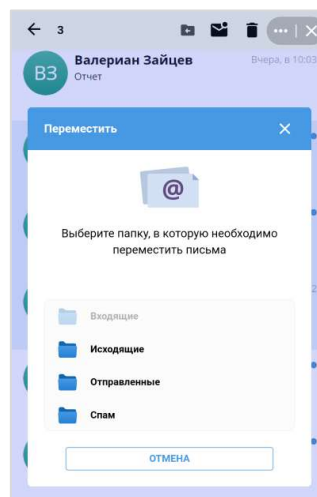 3
Валериан Зайцев
Вчера, в 10:03
ВЗ
Отчет
Переместить
@
Выберите папку, в которую необходимо
переместить письма
Входящие
Исходящие
Отправленные
Спам
ОТМЕНА